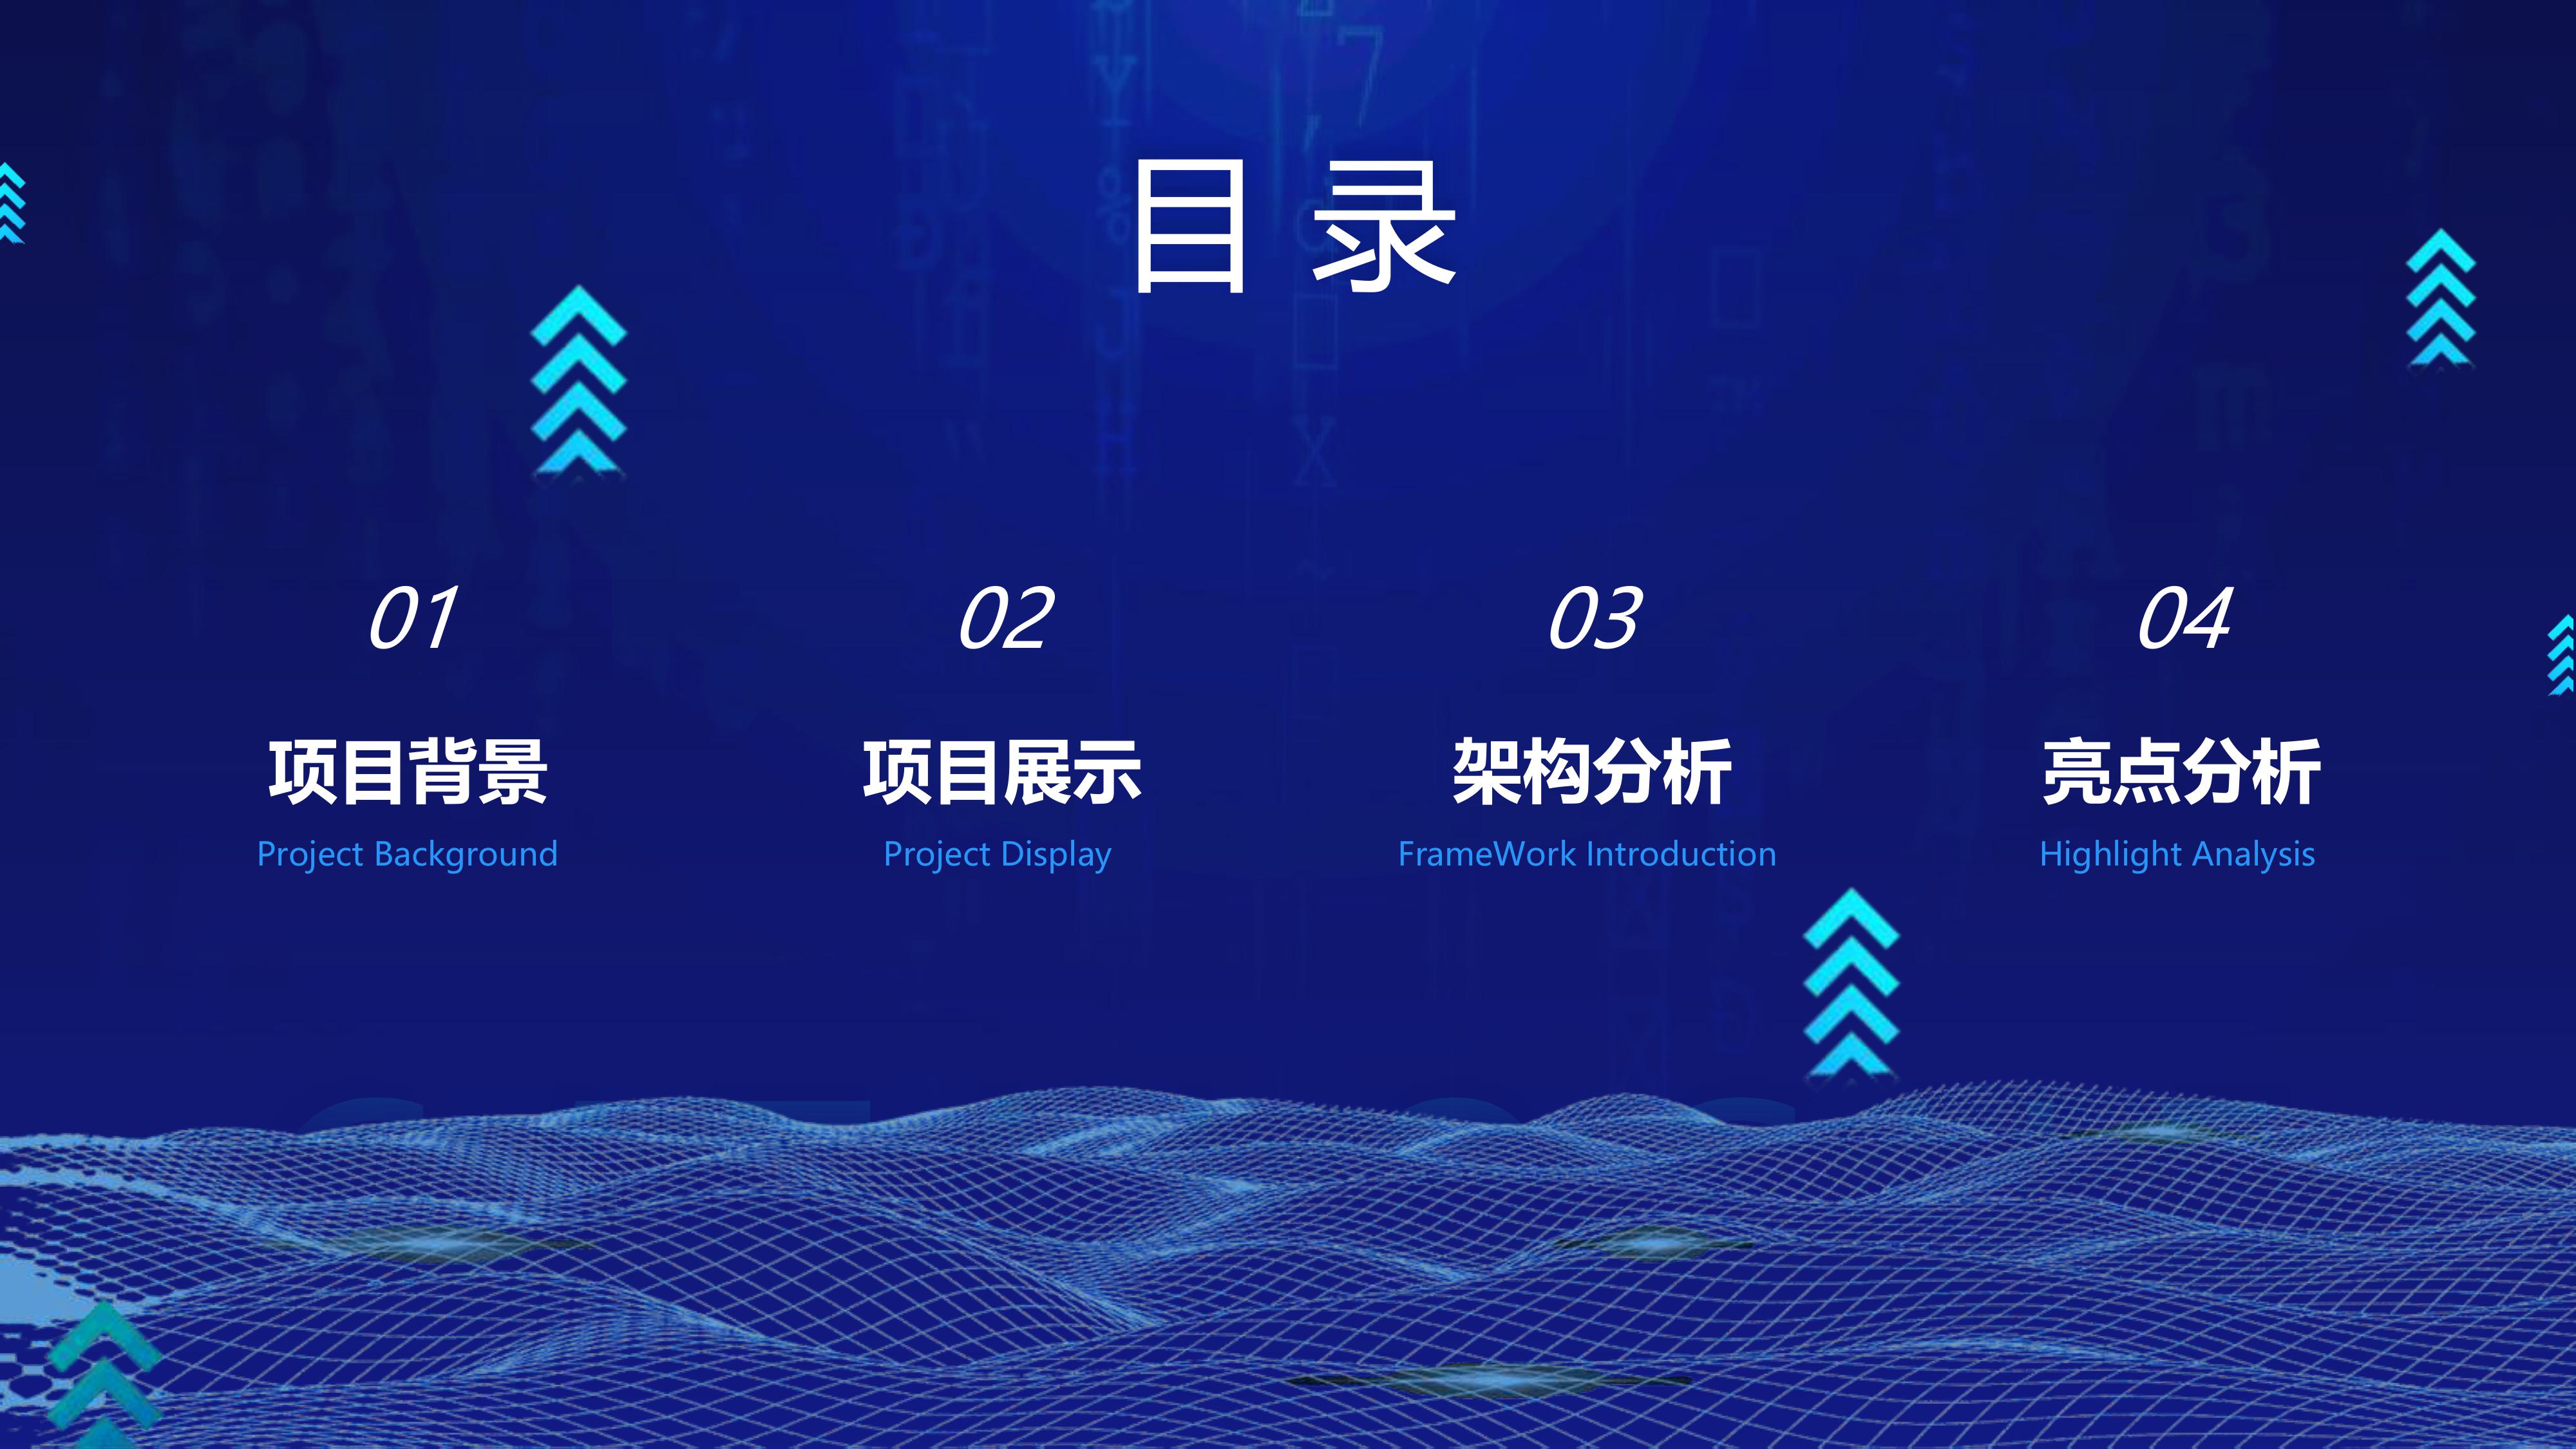 目录
01
项目背景
Project Background
02
项目展示
Project Display
03
架构分析
FrameWork Introduction
04
亮点分析
Highlight Analysis